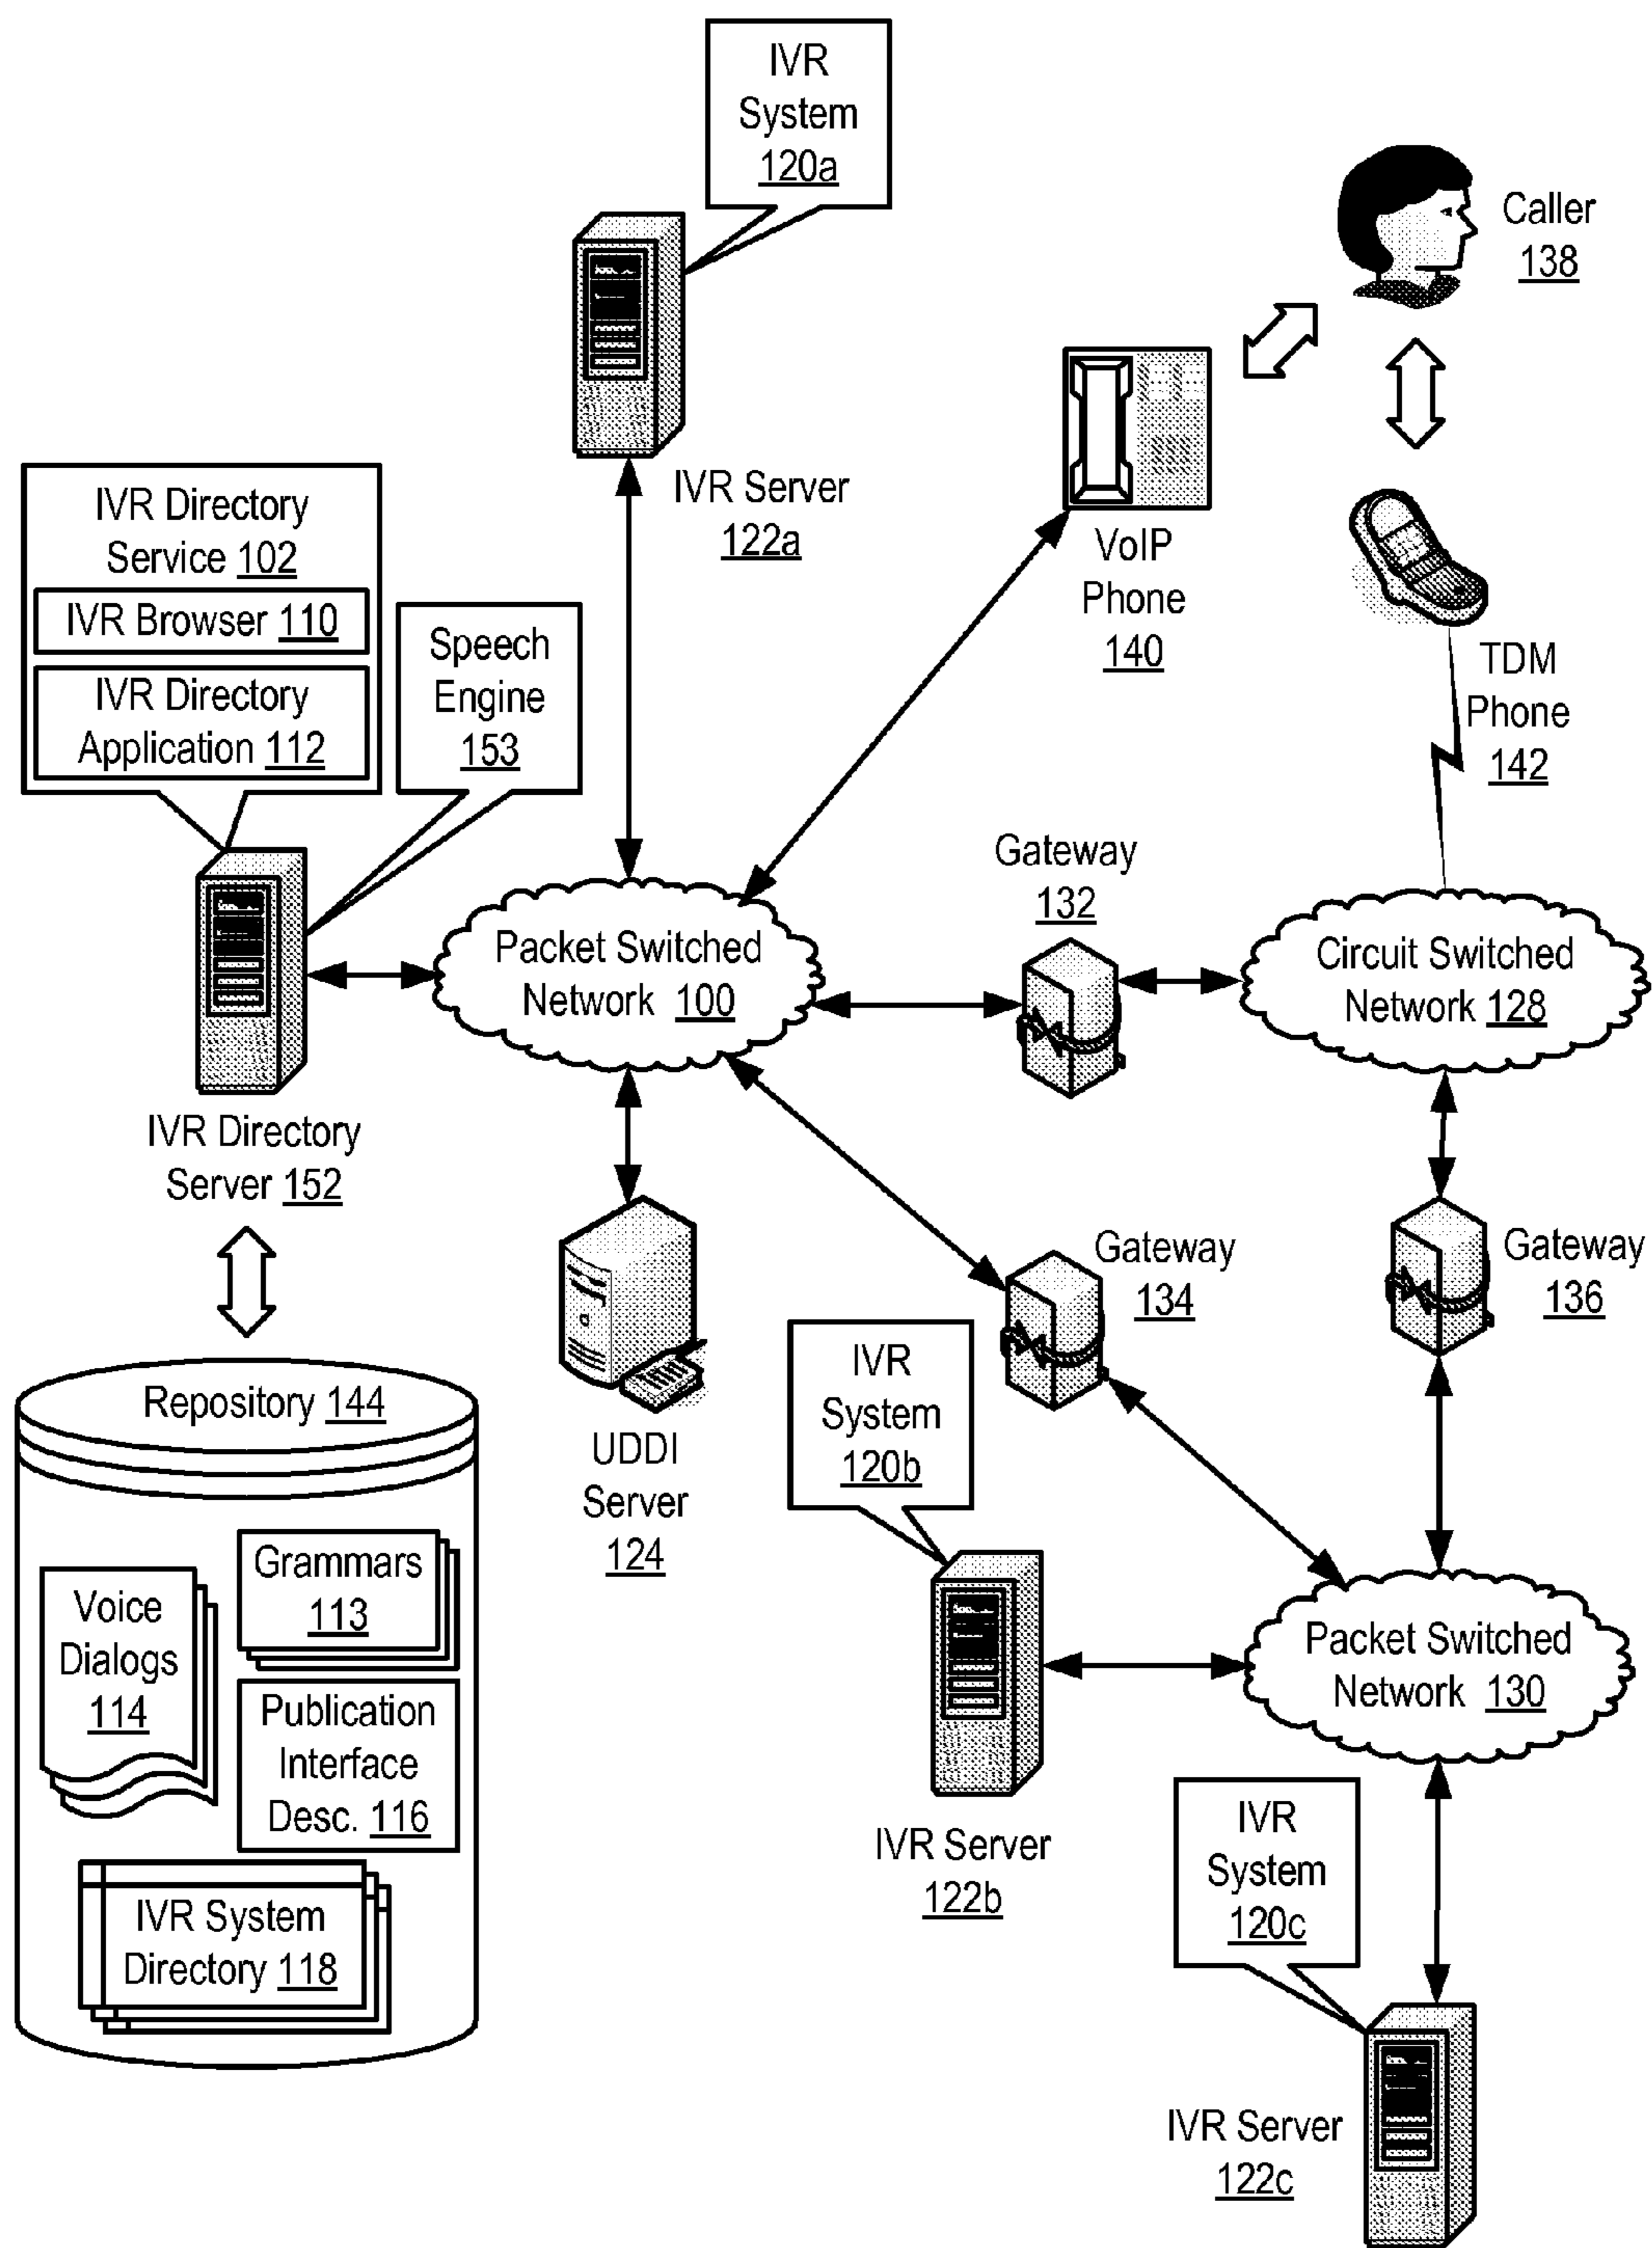 IVR
System
120a
Caller
138
IVR Server
122a
VoIP
Phone
140
TDM
Phone
142
IVR Directory
Service 102
IVR Browser 110
IVR Directory
Application 112
Speech
Engine
153
Gateway
132
Packet Switched
Network 100
Circuit Switched
Network 128
IVR Directory
Server 152
Gateway
134
Gateway
136
UDDI
Server
124
IVR
System
120b
Repository 144
Grammars
113
Voice
Dialogs
114
Publication
Interface
Desc. 116
IVR System
Directory 118
Packet Switched
Network 130
IVR Server
122b
IVR
System
120c
IVR Server
122c